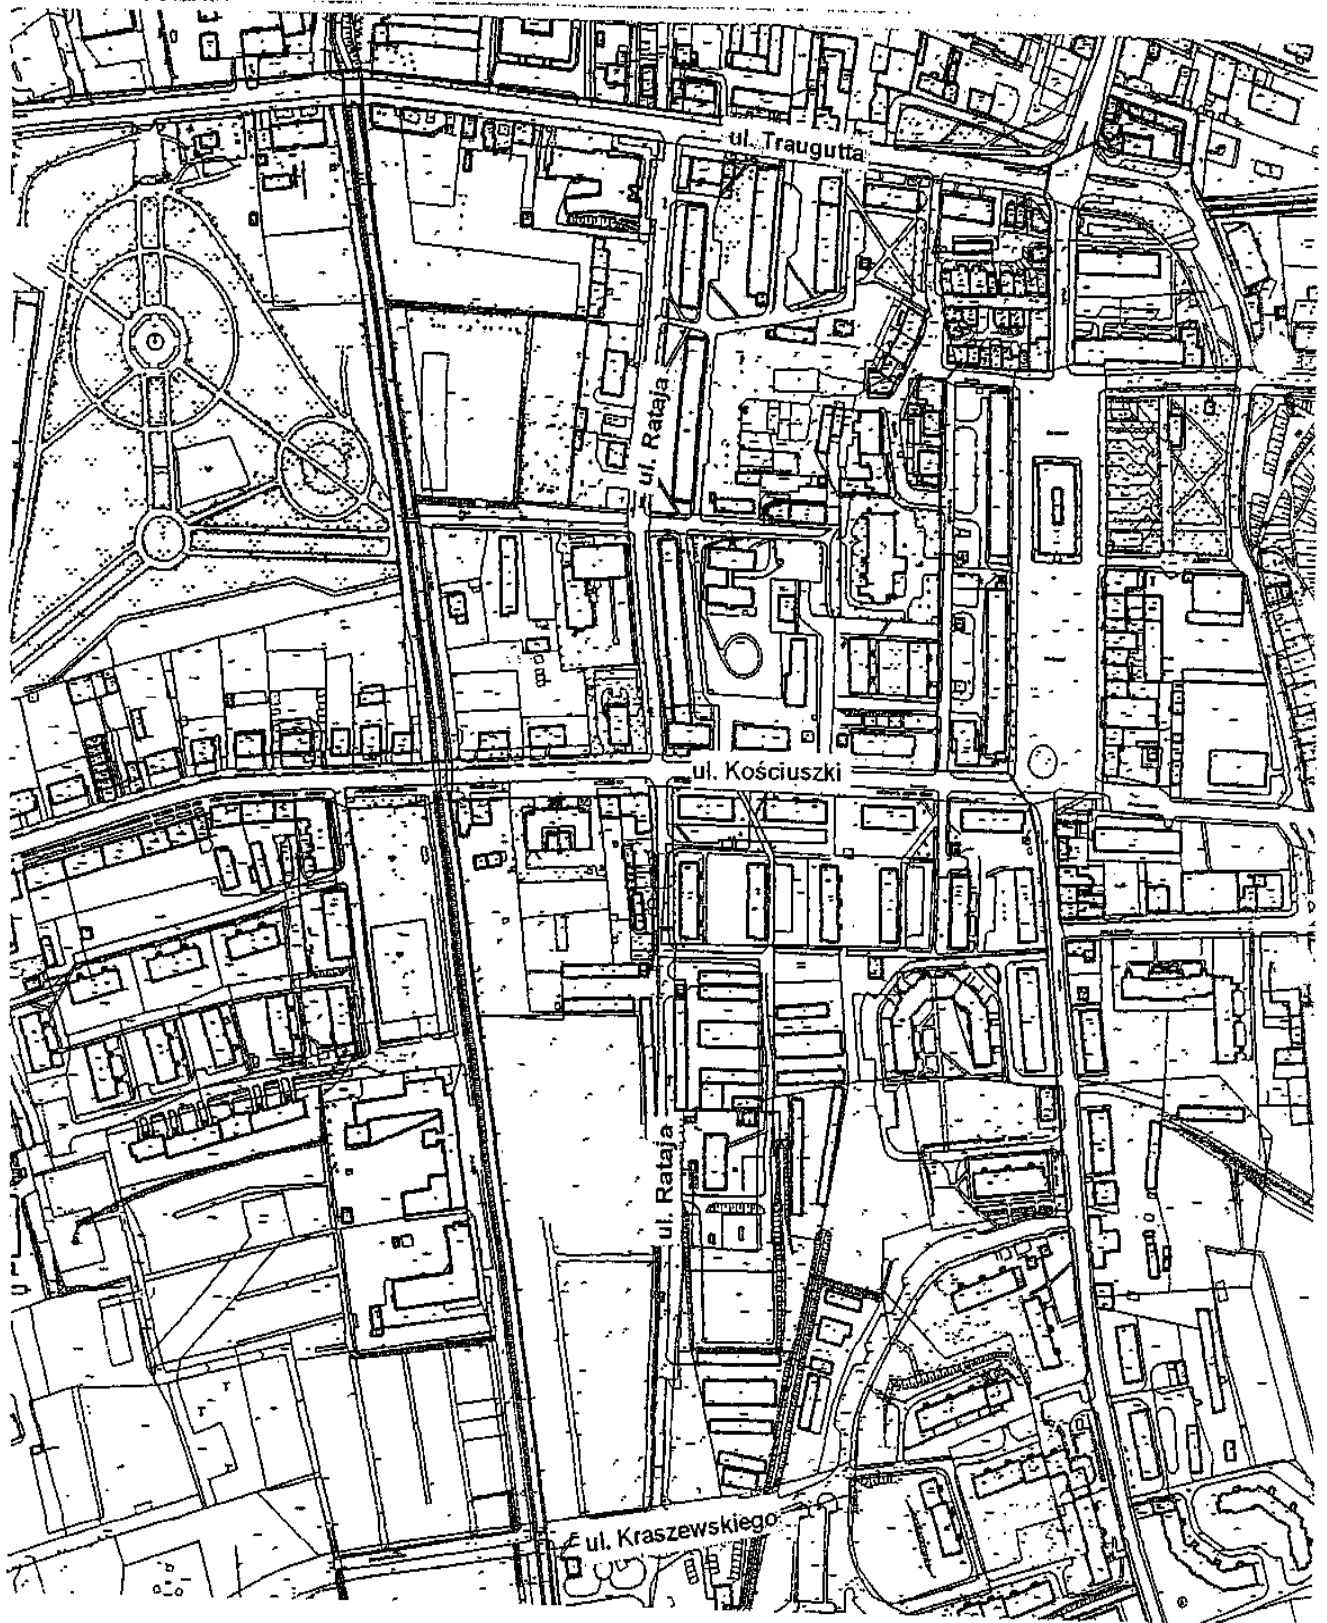 ul. Traugutta
ul. Rataja
ul. Kościuszki
ul. Rataja
ul. Kraszewskiego